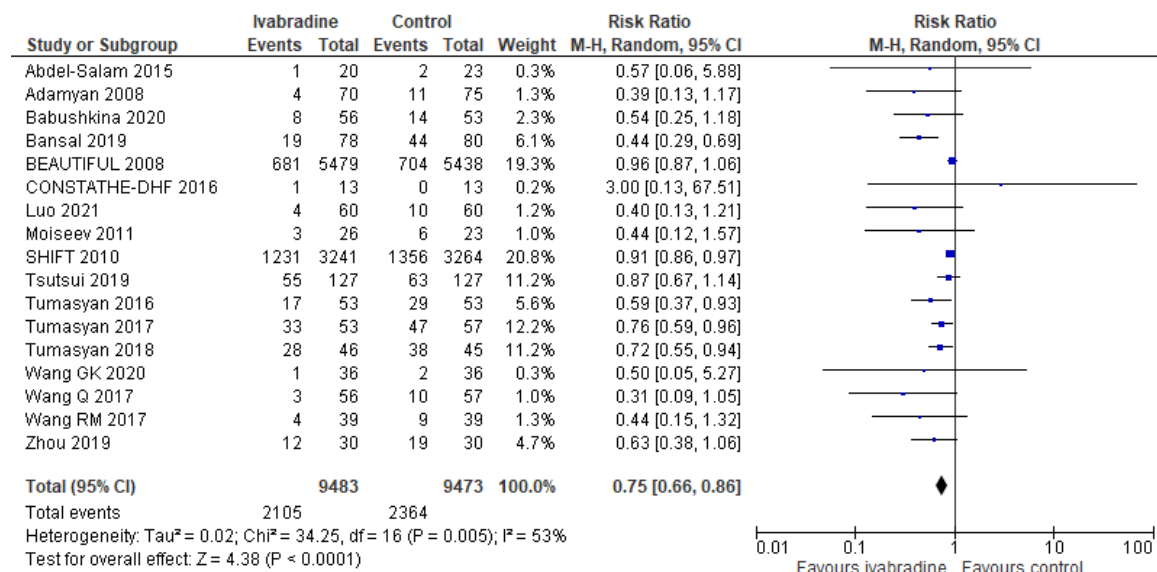 Ivabradine Control Risk Ratio Risk Ratio
Study or Subgroup Events Total Events Total Weight M-H, Random, 95% CI M-H, Random, 95% CI
Abdel-Salam 2015 1 20 2 23 0.3% 0.57 [0.06, 5.88]
Adamyan 2008 4 70 11 75 1.3% 0.39 [0.13, 1.17]
Babushkina 2020 8 56 14 53 2.3% 0.54 [0.25, 1.18]
Bansal 2019 19 78 44 80 6.1% 0.44 [0.29, 0.69]
BEAUTIFUL 2008 681 5479 704 5438 19.3% 0.96 [0.87, 1.06]
CONSTATHE-DHF 2016 1 13 0 13 0.2% 3.00 [0.13, 67.51]
Luo 2021 4 60 10 60 1.2% 0.40 [0.13, 1.21]
Moiseev 2011 3 26 6 23 1.0% 0.44 [0.12, 1.57]
SHIFT 2010 1231 3241 1356 3264 20.8% 0.91 [0.86, 0.97]
Tsutsui 2019 55 127 63 127 11.2% 0.87 [0.67, 1.14]
Tumasyan 2016 17 53 29 53 5.6% 0.59 [0.37, 0.93]
Tumasyan 2017 33 53 47 57 12.2% 0.76 [0.59, 0.96]
Tumasyan 2018 28 46 38 45 11.2% 0.72 [0.55, 0.94]
Wang GK 2020 1 36 2 36 0.3% 0.50 [0.05, 5.27]
Wang Q 2017 3 56 10 57 1.0% 0.31 [0.09, 1.05]
Wang RM 2017 4 39 9 39 1.3% 0.44 [0.15, 1.32]
Zhou 2019 12 30 19 30 4.7% 0.63 [0.38, 1.06]
Total (95% CI) 9483 9473 100.0% 0.75 [0.66, 0.86]
Total events 2105 2364
Heterogeneity: Tau² = 0.02; Chi² = 34.25, df = 16 (P = 0.005); I² = 53%
Test for overall effect: Z = 4.38 (P < 0.0001)
0.01 0.1 1 10 100
Favours ivabradine Favours control